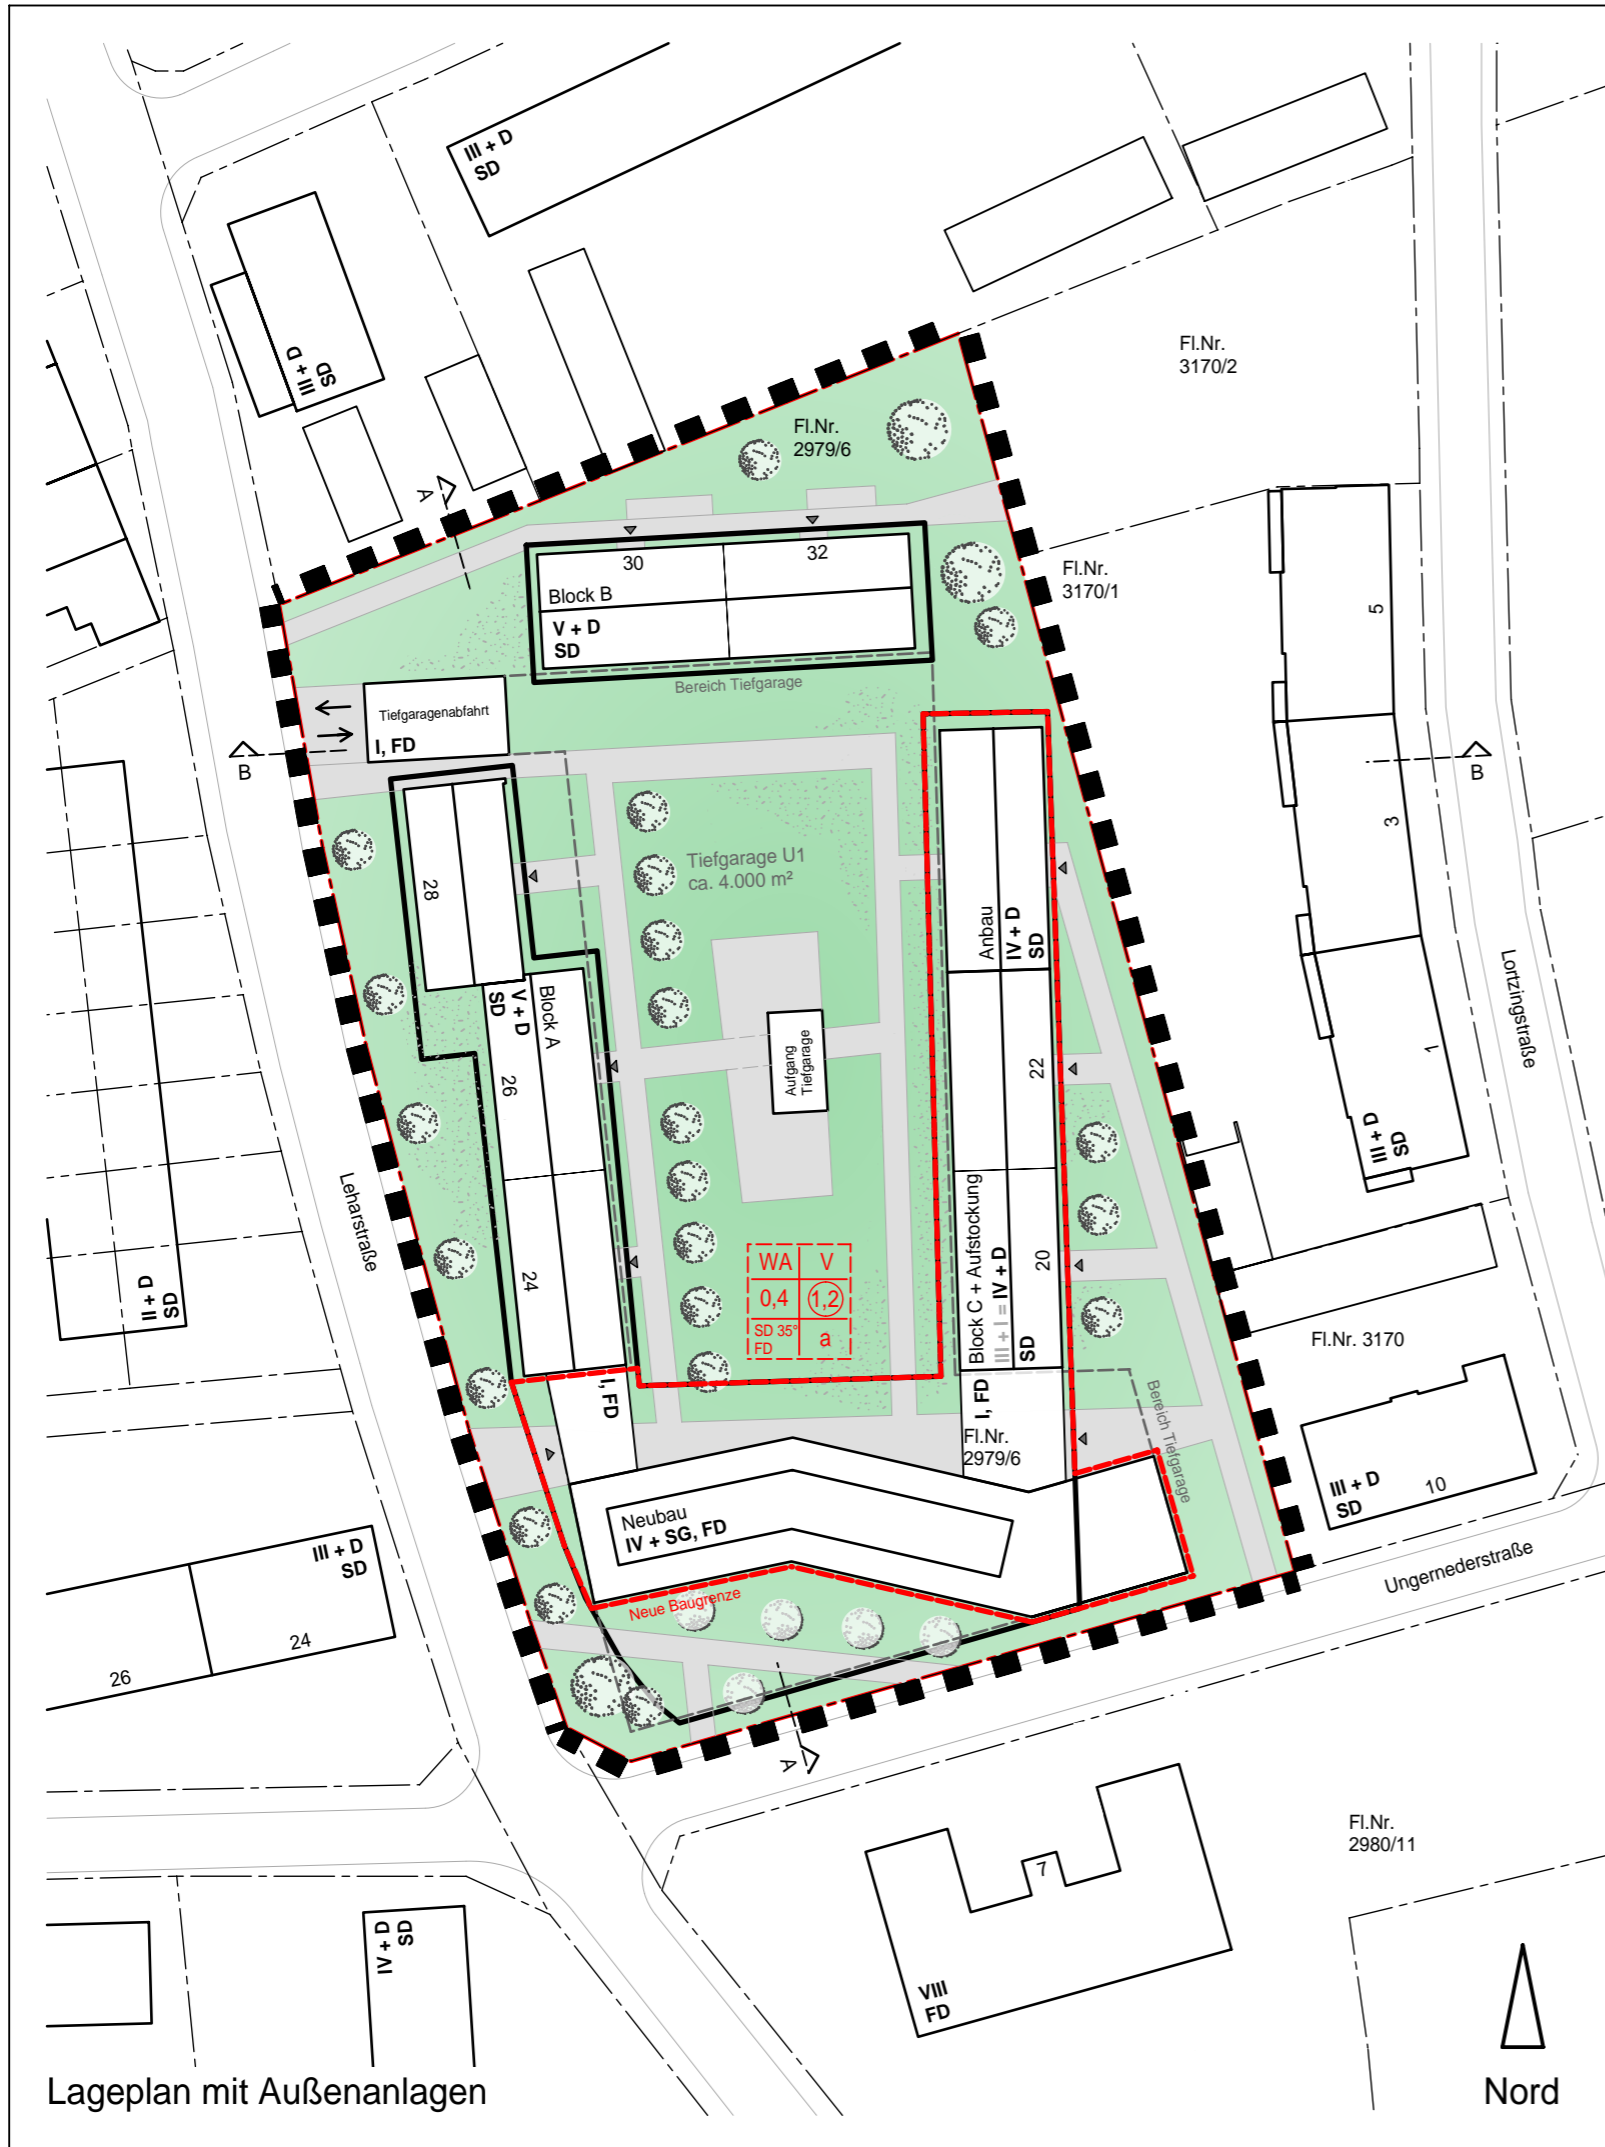 III + D
SD
III + D
SD
Fl.Nr.
3170/2
Fl.Nr.
2979/6
A
30
32
Block B
V + D
SD
Fl.Nr.
3170/1
5
Bereich Tiefgarage
Tiefgaragenabfahrt
I, FD
B
B
3
28
Tiefgarage U1
ca. 4.000 m²
Anbau
IV + D
SD
Lortzingstraße
Block A
V + D
SD
26
Aufgang
Tiefgarage
22
1
III + D
SD
Leharstraße
24
Block C + Aufstockung
III + I = IV + D
SD
20
II + D
SD
WA
V
0,4
1,2
SD 35°
FD
a
Fl.Nr. 3170
I, FD
I, FD
Fl.Nr.
2979/6
Bereich Tiefgarage
III + D
SD
10
Neubau
IV + SG, FD
III + D
SD
24
26
Neue Baugrenze
Ungernederstraße
A
Fl.Nr.
2980/11
7
VIII
FD
IV + D
SD
Lageplan mit Außenanlagen
Nord